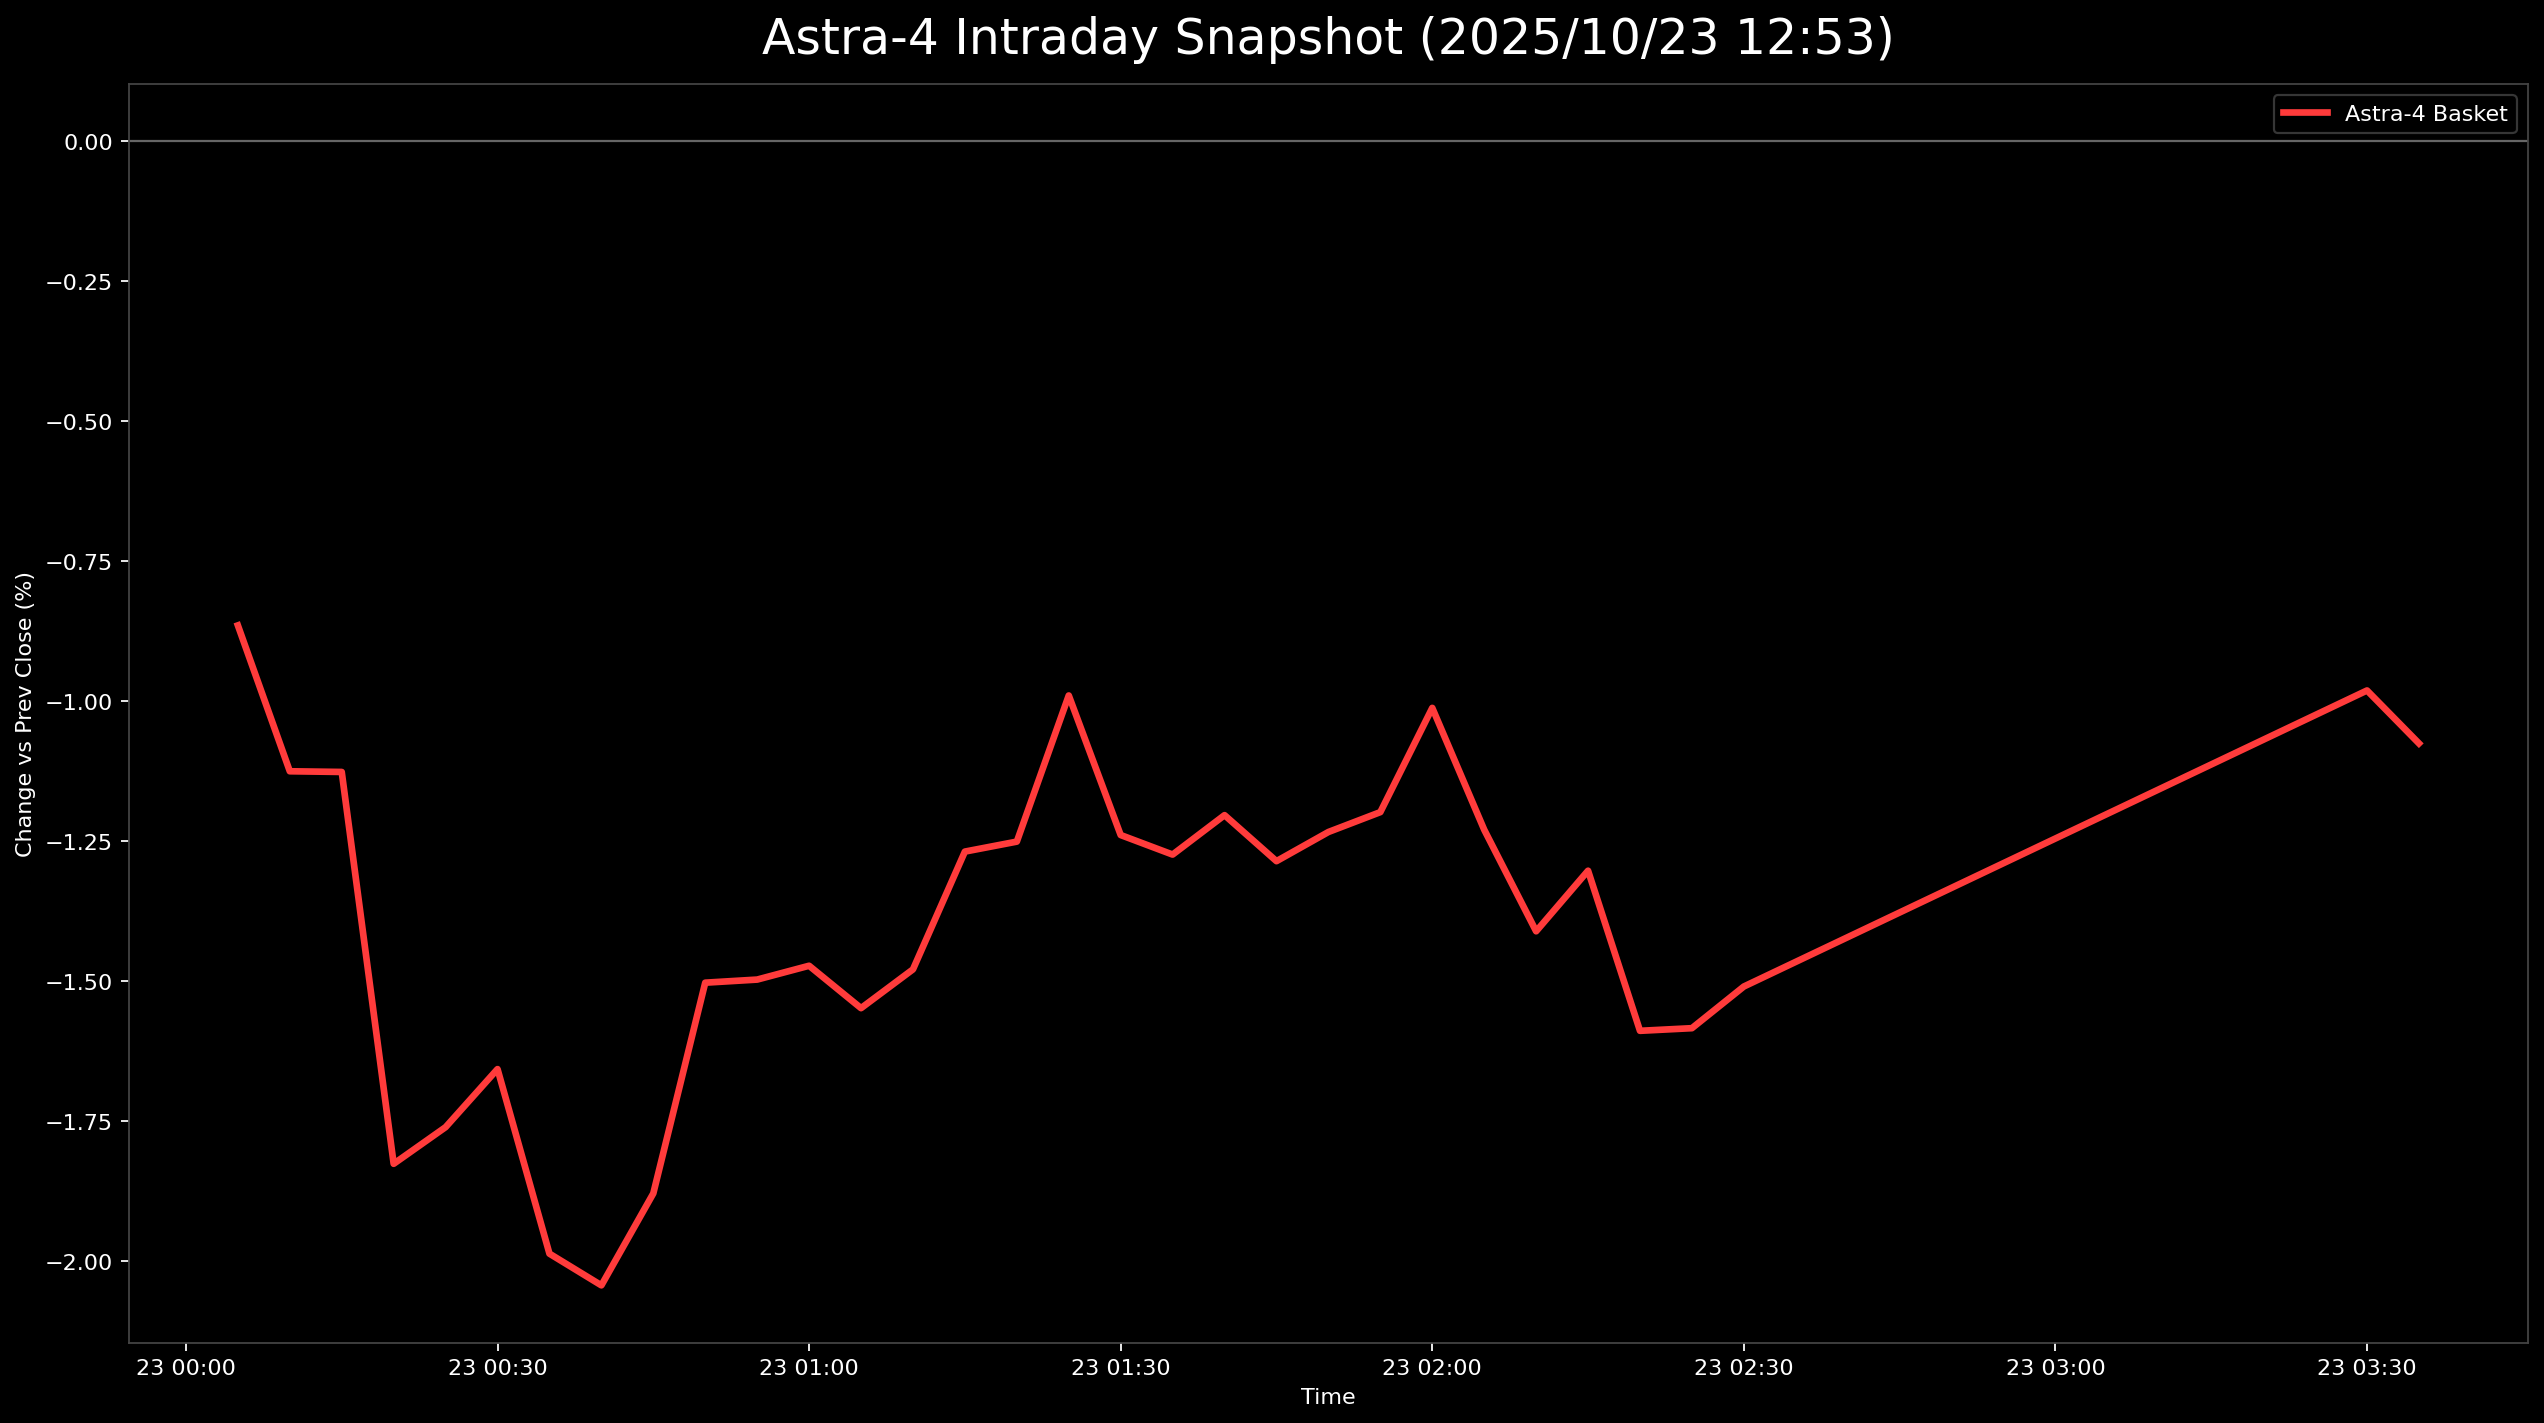 Astra-4 Intraday Snapshot (2025/10/23 12:53)
Astra-4 Basket
Change vs Prev Close (%)
0.00
−0.25
−0.50
−0.75
−1.00
−1.25
−1.50
−1.75
−2.00
23 00:00 23 00:30 23 01:00 23 01:30 23 02:00 23 02:30 23 03:00 23 03:30
Time